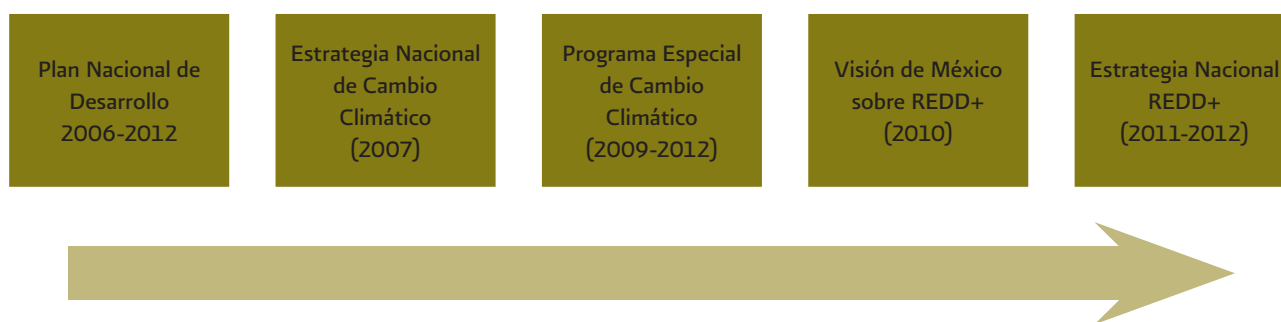 Plan Nacional de
Desarrollo
2006-2012
Estrategia Nacional
de Cambio
Climático
(2007)
Programa Especial
de Cambio
Climático
(2009-2012)
Visión de México
sobre REDD+
(2010)
Estrategia Nacional
REDD+
(2011-2012)